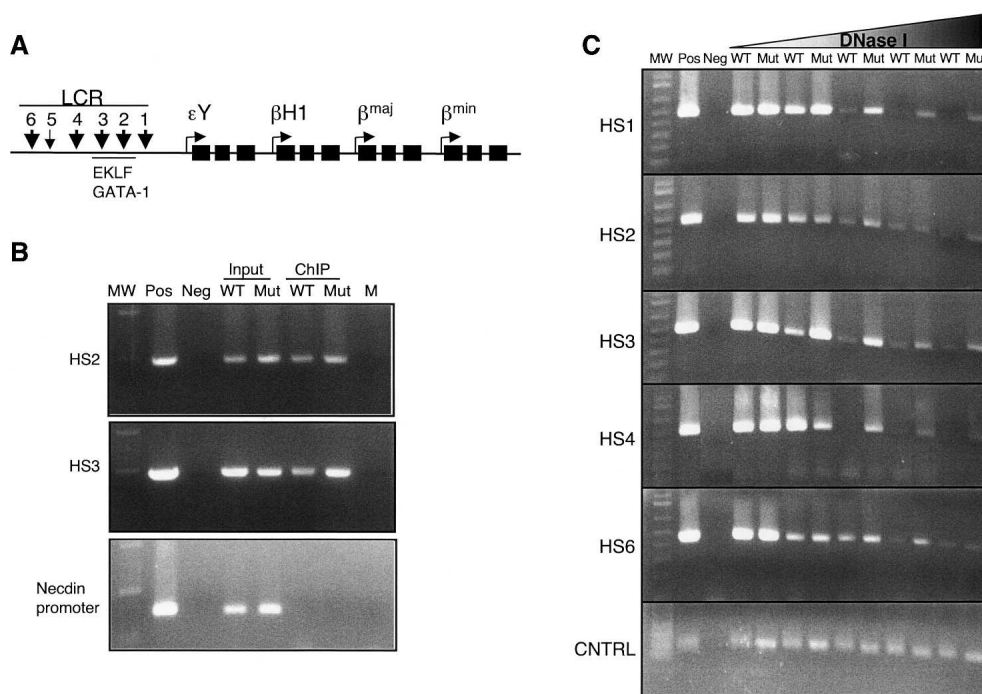 A
LCR
6 5 4 3 2 1
EKLF
GATA-1
εY βH1 βmaj βmin
B
Input ChIP
MW Pos Neg WT Mut WT Mut M
HS2
HS3
Necdin
promoter
C
DNase I
MW Pos Neg WT Mut WT Mut WT Mut WT Mut WT Mut
HS1
HS2
HS3
HS4
HS6
CNTRL